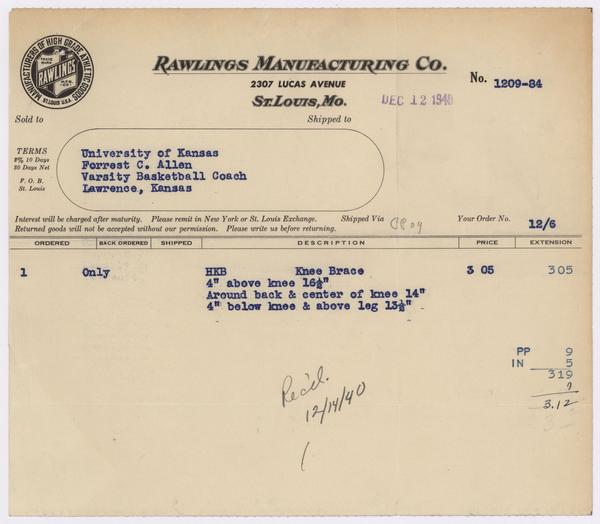 MANUFACTURERS OF HIGH GRADE ATHLETIC GOODS
TRADE MARK
RAWLINGS
MFG. CO.
ST. LOUIS U.S.A.
RAWLINGS MANUFACTURING CO.
2307 LUCAS AVENUE
ST. LOUIS, MO.
No. 1209-84
DEC 12 1940
Sold to
Shipped to
TERMS
2% 10 Days
30 Days Net
F. O. B.
St. Louis
University of Kansas
Forrest C. Allen
Varsity Basketball Coach
Lawrence, Kansas
Interest will be charged after maturity. Please remit in New York or St. Louis Exchange. Shipped Via Your Order No. 12/6
Returned goods will not be accepted without our permission. Please write us before returning.
ORDERED BACK ORDERED SHIPPED DESCRIPTION PRICE EXTENSION
1 Only HKB Knee Brace 3 05 305
4" above knee 16½"
Around back & center of knee 14"
4" below knee & above leg 13½"
PP 9
IN 5
319
7
3.12
Rec'd.
12/14/40